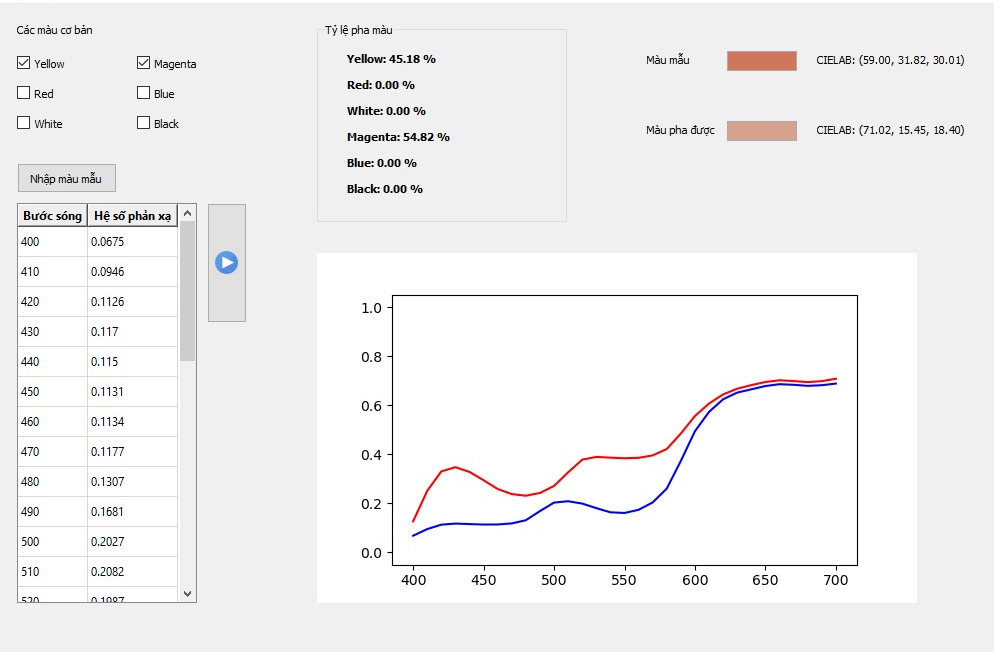 Các màu cơ bản
Yellow
Magenta
Red
Blue
White
Black
Nhập màu mẫu
Bước sóng Hệ số phản xạ
400 0.0675
410 0.0946
420 0.1126
430 0.117
440 0.115
450 0.1131
460 0.1134
470 0.1177
480 0.1307
490 0.1681
500 0.2027
510 0.2082
520 0.1987
Tỷ lệ pha màu
Yellow: 45.18 %
Red: 0.00 %
White: 0.00 %
Magenta: 54.82 %
Blue: 0.00 %
Black: 0.00 %
Màu mẫu CIELAB: (59.00, 31.82, 30.01)
Màu pha được CIELAB: (71.02, 15.45, 18.40)
1.0
0.8
0.6
0.4
0.2
0.0
400 450 500 550 600 650 700